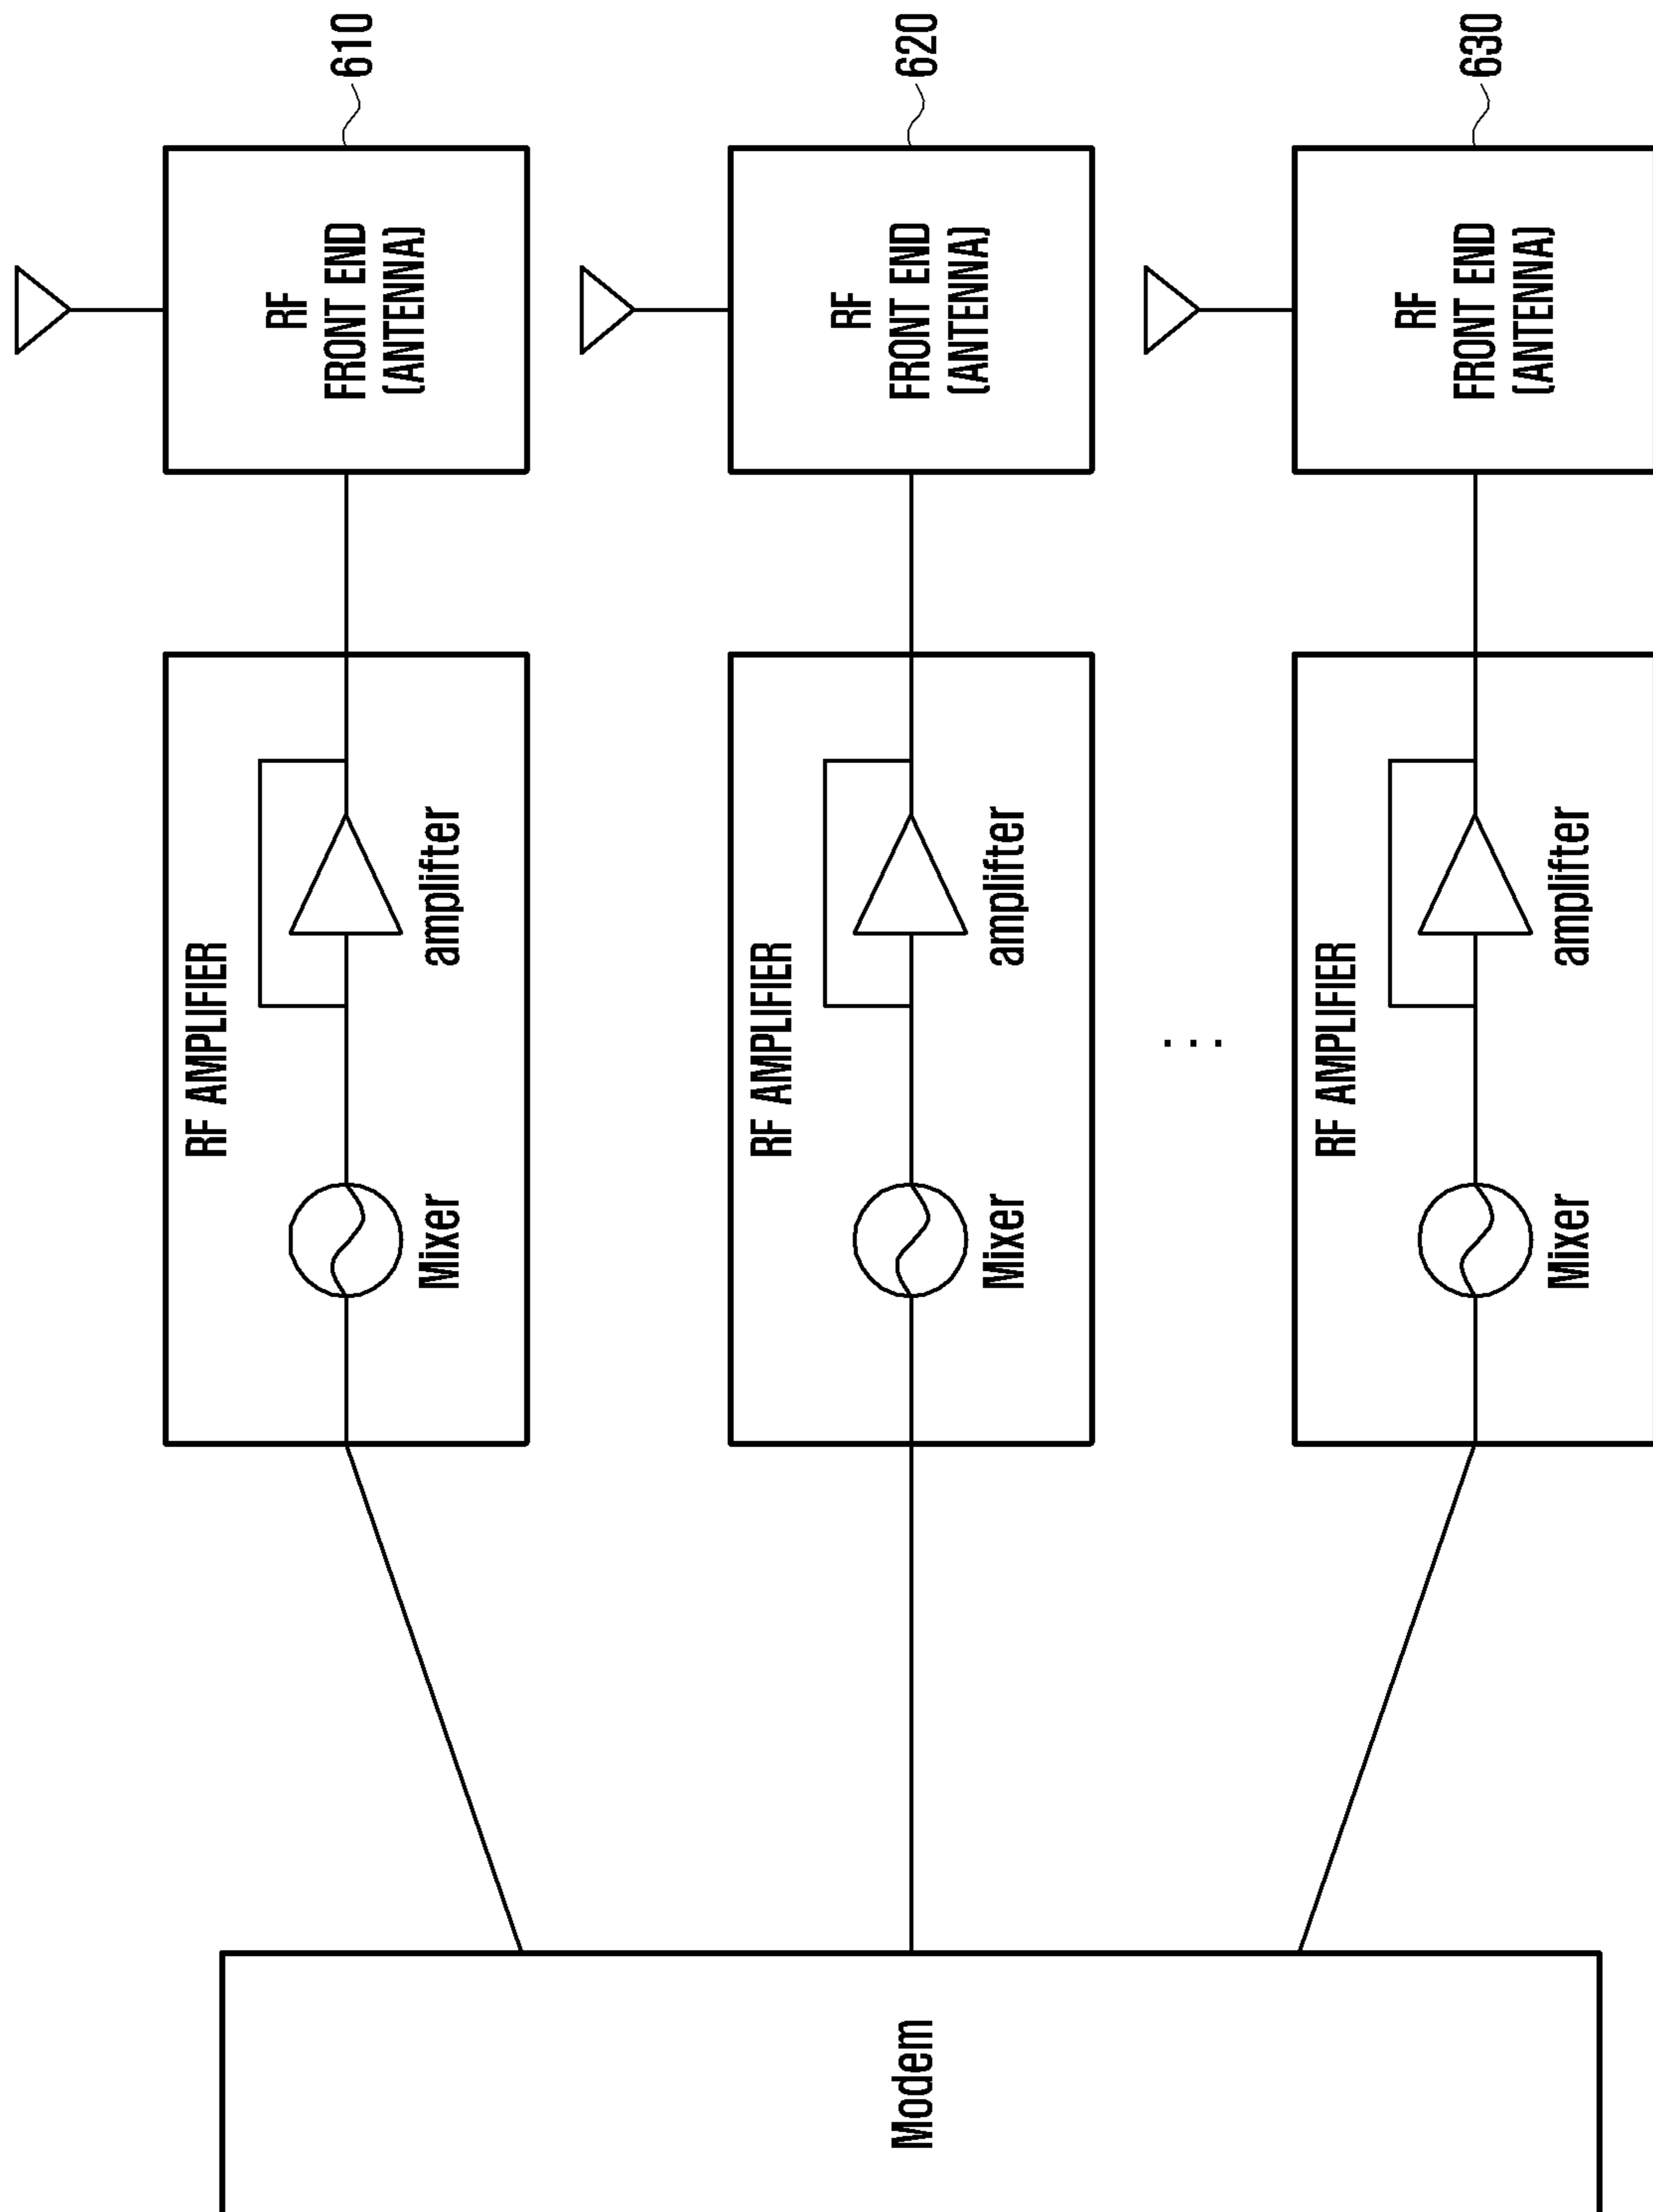 Modem
RF AMPLIFIER
Mixer
amplifter
RF
FRONT END
(ANTENNA)
610
RF AMPLIFIER
Mixer
amplifter
RF
FRONT END
(ANTENNA)
620
...
RF AMPLIFIER
Mixer
amplifter
RF
FRONT END
(ANTENNA)
630